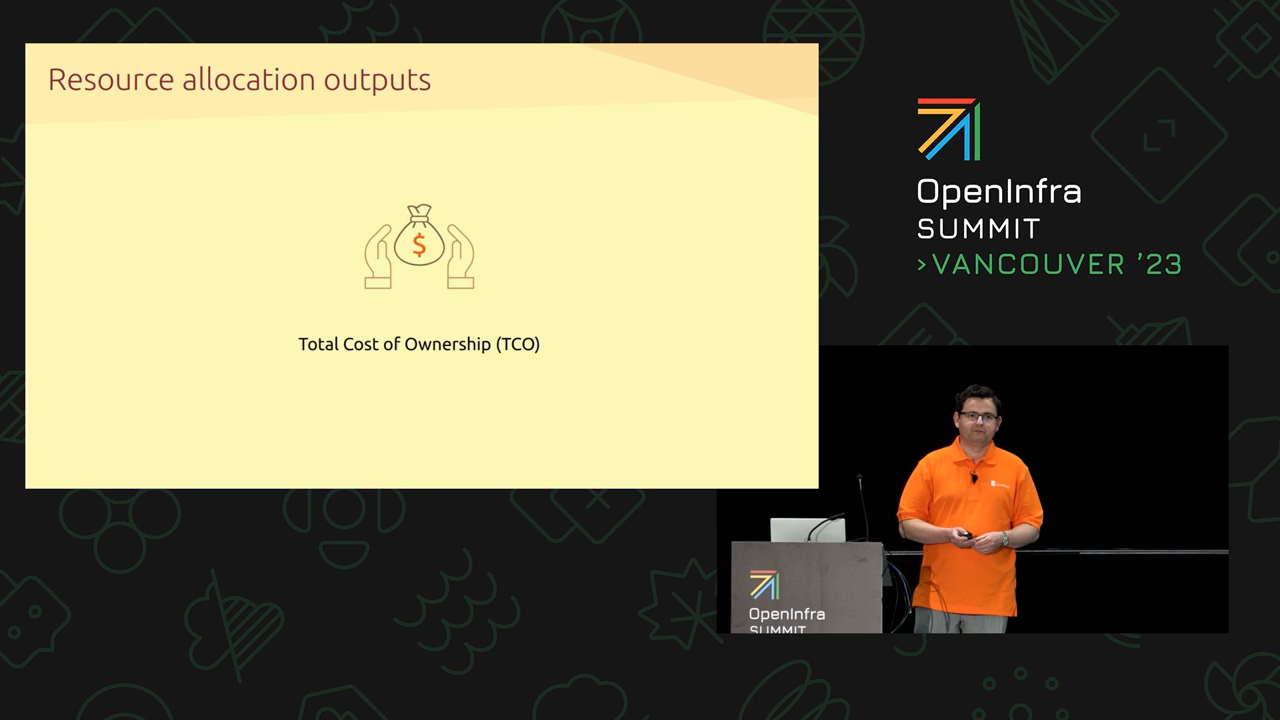 Resource allocation outputs
$
Total Cost of Ownership (TCO)
OpenInfra
SUMMIT
>VANCOUVER ’23
OpenInfra
SUMMIT